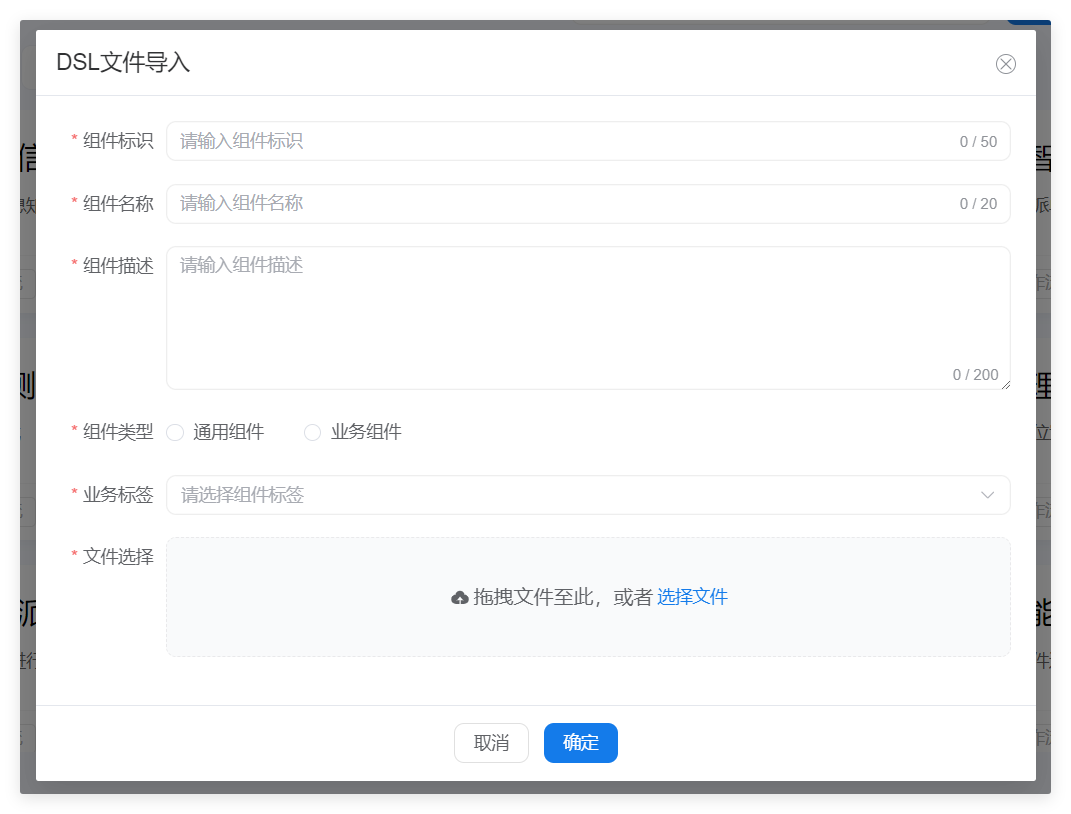 DSL文件导入
* 组件标识 请输入组件标识 0 / 50
* 组件名称 请输入组件名称 0 / 20
* 组件描述 请输入组件描述
0 / 200
* 组件类型 通用组件 业务组件
* 业务标签 请选择组件标签
* 文件选择
拖拽文件至此，或者 选择文件
取消 确定